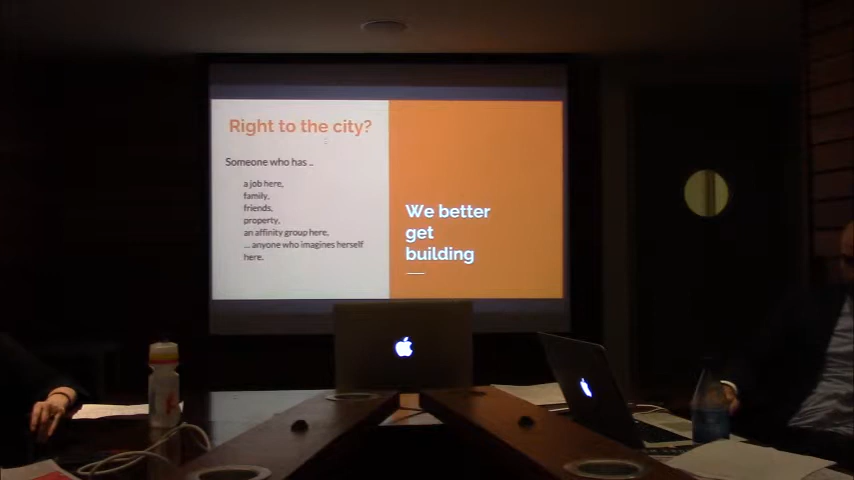 Right to the city?
Someone who has ..
a job here,
family,
friends,
property,
an affinity group here,
... anyone who imagines herself
here.
We better
get
building